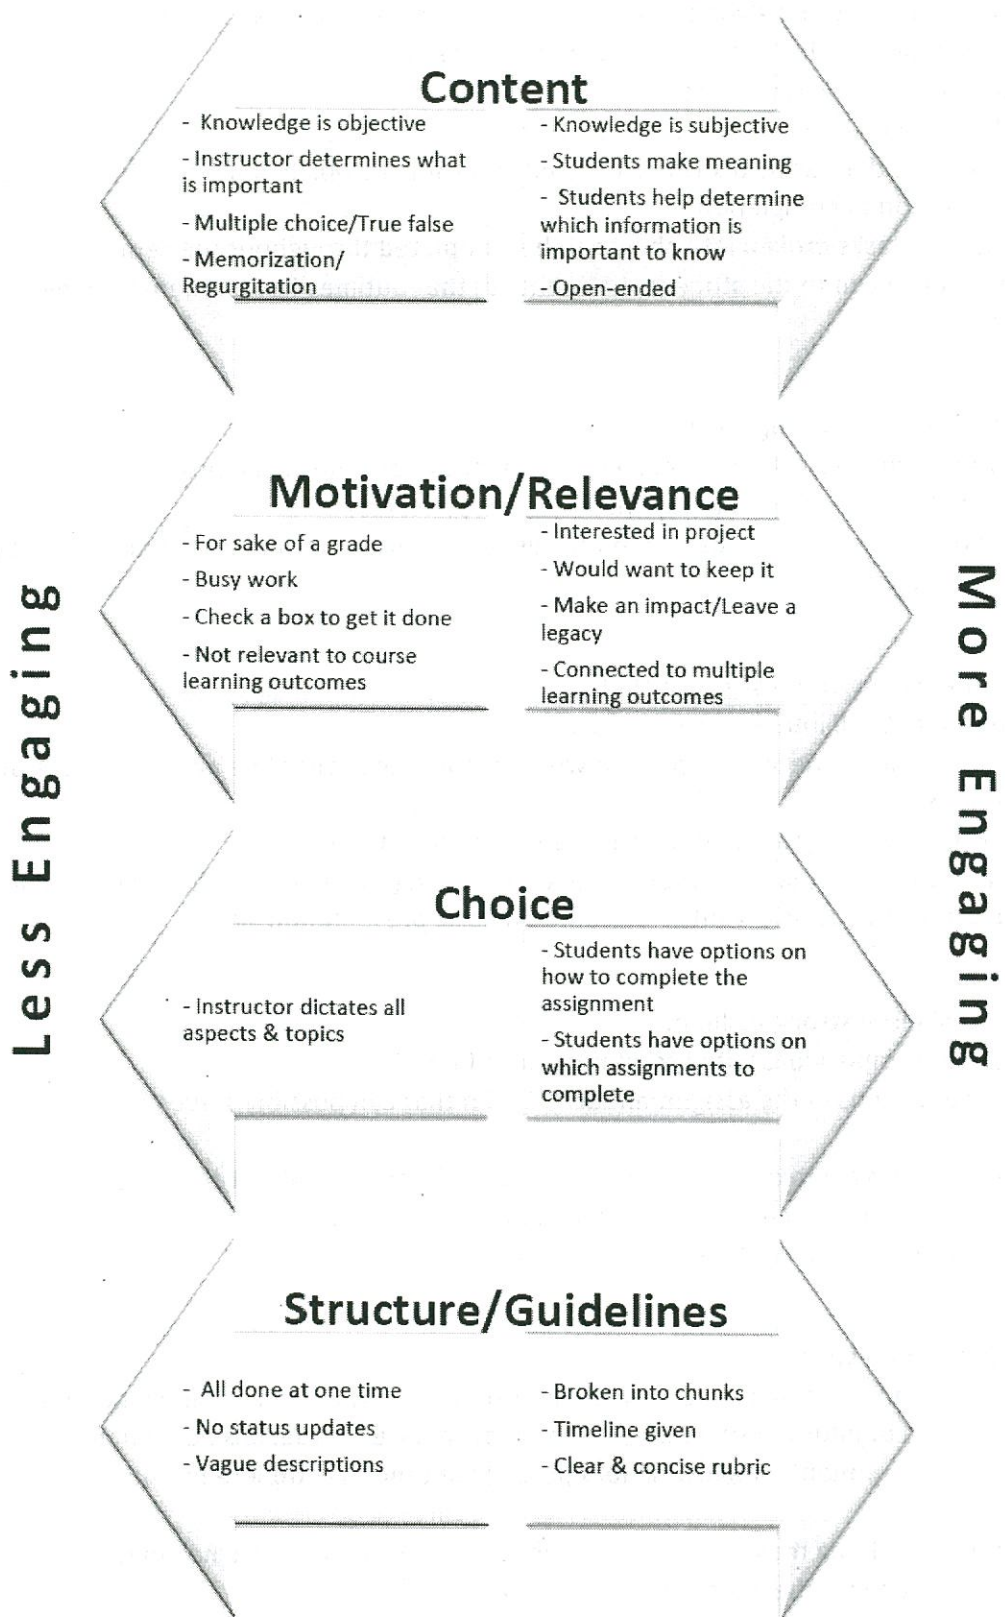 Content
- Knowledge is objective
- Instructor determines what
is important
- Multiple choice/True false
- Memorization/
Regurgitation
- Knowledge is subjective
- Students make meaning
- Students help determine
which information is
important to know
- Open-ended
Motivation/Relevance
- For sake of a grade
- Busy work
- Check a box to get it done
- Not relevant to course
learning outcomes
- Interested in project
- Would want to keep it
- Make an impact/Leave a
legacy
- Connected to multiple
learning outcomes
Less Engaging
More Engaging
Choice
- Instructor dictates all
aspects & topics
- Students have options on
how to complete the
assignment
- Students have options on
which assignments to
complete
Structure/Guidelines
- All done at one time
- No status updates
- Vague descriptions
- Broken into chunks
- Timeline given
- Clear & concise rubric